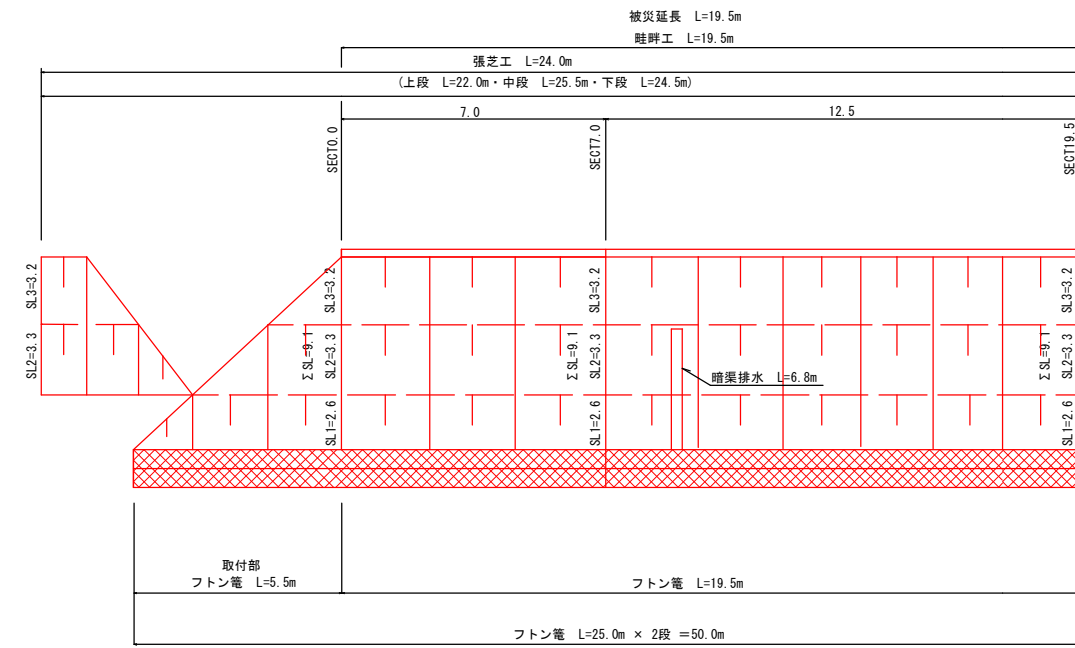 被災延長 L=19.5m
畦畔工 L=19.5m
張芝工 L=24.0m
(上段 L=22.0m・中段 L=25.5m・下段 L=24.5m)
7.0
12.5
SECT0.0
SECT7.0
SECT19.5
SL3=3.2
SL2=3.3
SL3=3.2
ΣSL=9.1
SL2=3.3
SL1=2.6
SL3=3.2
ΣSL=9.1
SL2=3.3
SL1=2.6
SL3=3.2
ΣSL=9.1
SL2=3.3
SL1=2.6
暗渠排水 L=6.8m
取付部
フトン篭 L=5.5m
フトン篭 L=19.5m
フトン篭 L=25.0m × 2段 =50.0m